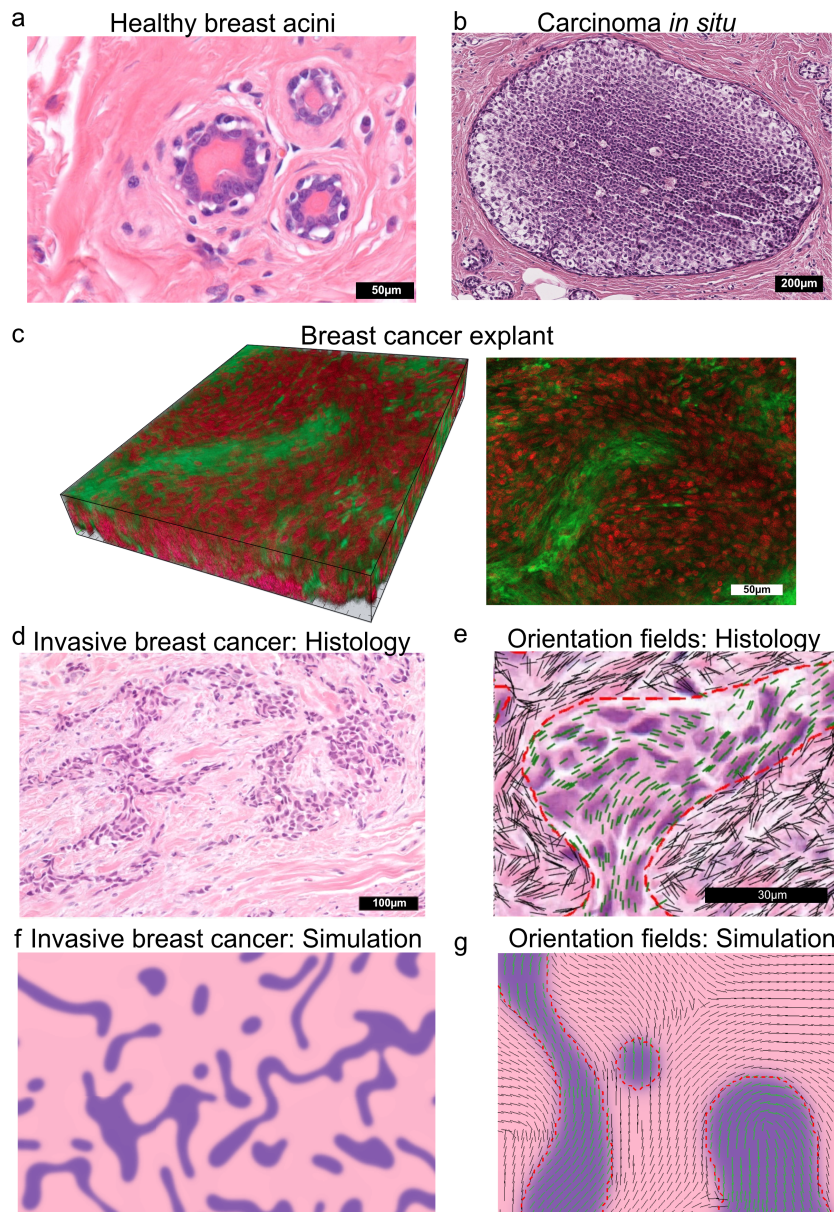 a
Healthy breast acini
50µm
b
Carcinoma in situ
200µm
c
Breast cancer explant
50µm
d
Invasive breast cancer: Histology
100µm
e
Orientation fields: Histology
30µm
f
Invasive breast cancer: Simulation
g
Orientation fields: Simulation